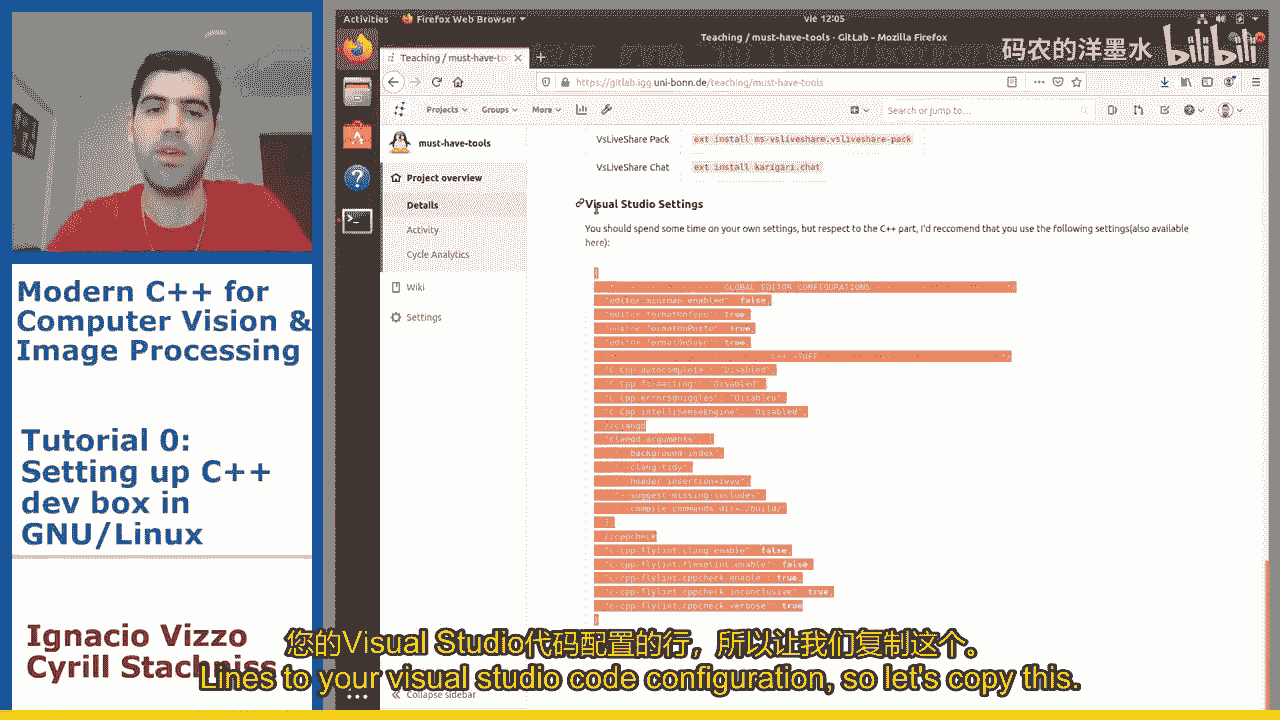 Activities Firefox Web Browser
vie 12:05
Teaching / must-have-tools · GitLab - Mozilla Firefox
码农的洋墨水 bilibili
Teaching / must-have-to
https://gitlab.igg.uni-bonn.de/teaching/must-have-tools
Projects Groups More Search or jump to...
must-have-tools
Project overview
Details
Activity
Cycle Analytics
Wiki
Settings
Collapse sidebar
VsLiveShare Pack ext install ms-vsliveshare.vsliveshare-pack
VsLiveShare Chat ext install karigari.chat
Visual Studio Settings
You should spend some time on your own settings, but respect to the C++ part, I'd reccomend that you use the following settings(also available
here):
{
GLOBAL EDITOR CONFIGURATIONS
"editor.minimap.enabled": false,
"editor.formatOnType": true,
"editor.formatOnPaste": true,
"editor.formatOnSave": true,
C++ STUFF
"C_Cpp.autocomplete": "Disabled",
"C_Cpp.formatting": "Disabled",
"C_Cpp.errorSquiggles": "Disabled",
"C_Cpp.intelliSenseEngine": "Disabled",
//clangd
"clangd.arguments": [
"--background-index",
"--clang-tidy",
"--header-insertion=iwyu",
"--suggest-missing-includes",
"--compile-commands-dir=./build/"
],
//cppcheck
"c-cpp-flylint.clang.enable": false,
"c-cpp-flylint.flexelint.enable": false,
"c-cpp-flylint.cppcheck.enable": true,
"c-cpp-flylint.cppcheck.inconclusive": true,
"c-cpp-flylint.cppcheck.verbose": true
}
Modern C++ for
Computer Vision &
Image Processing
Tutorial 0:
Setting up C++
dev box in
GNU/Linux
Ignacio Vizzo
Cyrill Stachniss
您的Visual Studio代码配置的行，所以让我们复制这个。
Lines to your visual studio code configuration, so let's copy this.